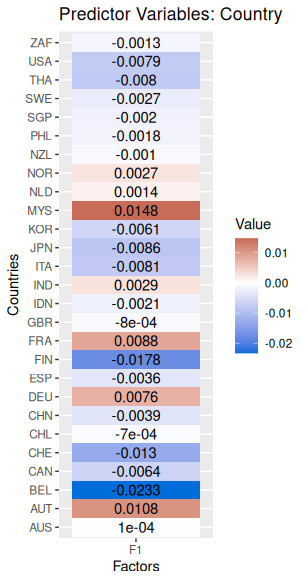 Predictor Variables: Country
ZAF -0.0013
USA -0.0079
THA -0.008
SWE -0.0027
SGP -0.002
PHL -0.0018
NZL -0.001
NOR 0.0027
NLD 0.0014
MYS 0.0148
KOR -0.0061
JPN -0.0086
ITA -0.0081
IND 0.0029
IDN -0.0021
GBR -8e-04
FRA 0.0088
FIN -0.0178
ESP -0.0036
DEU 0.0076
CHN -0.0039
CHL -7e-04
CHE -0.013
CAN -0.0064
BEL -0.0233
AUT 0.0108
AUS 1e-04
F1
Factors
Countries
Value
0.01
0.00
-0.01
-0.02